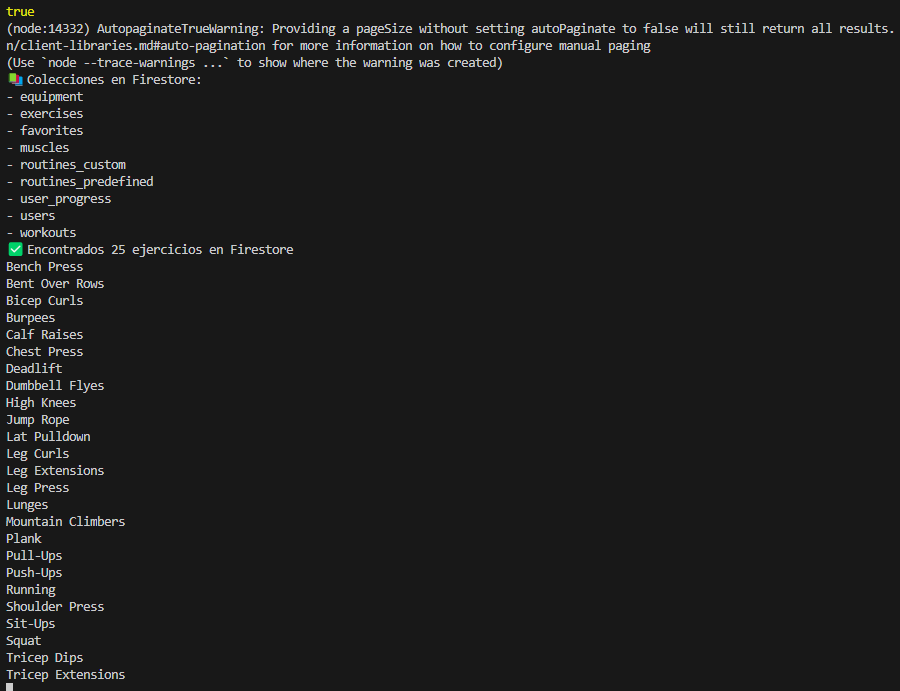 true
(node:14332) AutopaginateTrueWarning: Providing a pageSize without setting autoPaginate to false will still return all results.
n/client-libraries.md#auto-pagination for more information on how to configure manual paging
(Use `node --trace-warnings ...` to show where the warning was created)
📚 Colecciones en Firestore:
- equipment
- exercises
- favorites
- muscles
- routines_custom
- routines_predefined
- user_progress
- users
- workouts
✅ Encontrados 25 ejercicios en Firestore
Bench Press
Bent Over Rows
Bicep Curls
Burpees
Calf Raises
Chest Press
Deadlift
Dumbbell Flyes
High Knees
Jump Rope
Lat Pulldown
Leg Curls
Leg Extensions
Leg Press
Lunges
Mountain Climbers
Plank
Pull-Ups
Push-Ups
Running
Shoulder Press
Sit-Ups
Squat
Tricep Dips
Tricep Extensions